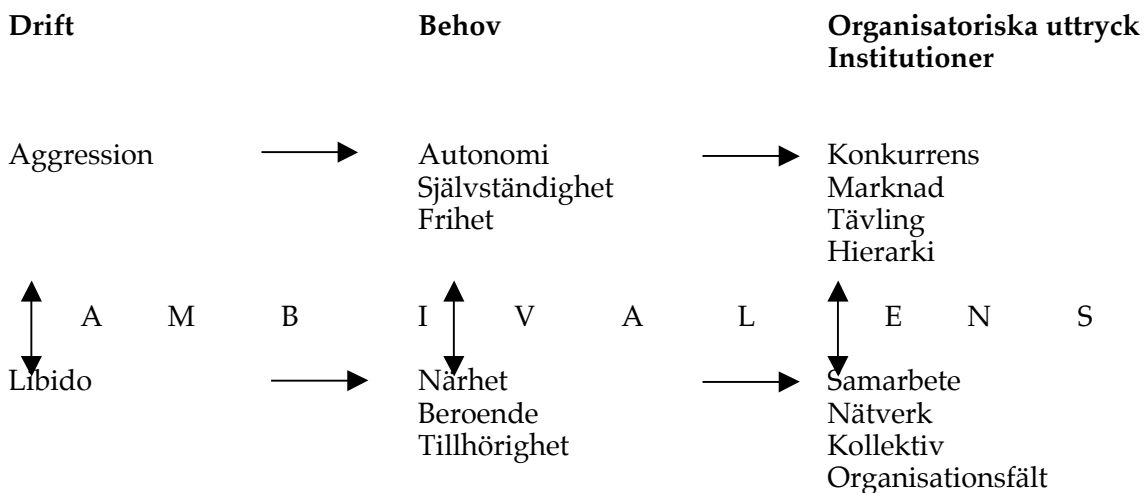 Drift Behov Organisatoriska uttryck
Institutioner
Aggression Autonomi Konkurrens
Självständighet Marknad
Frihet Tävling
Hierarki
A M B I V A L E N S
Libido Närhet Samarbete
Beroende Nätverk
Tillhörighet Kollektiv
Organisationsfält